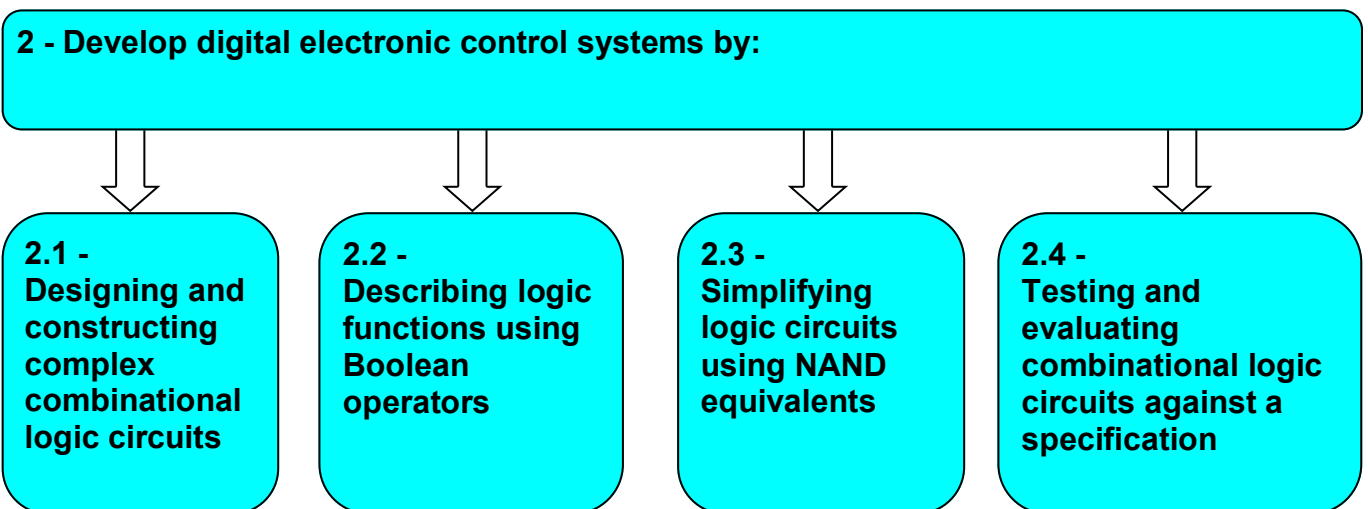 2 - Develop digital electronic control systems by:
2.1 -
Designing and
constructing
complex
combinational
logic circuits
2.2 -
Describing logic
functions using
Boolean
operators
2.3 -
Simplifying
logic circuits
using NAND
equivalents
2.4 -
Testing and
evaluating
combinational logic
circuits against a
specification